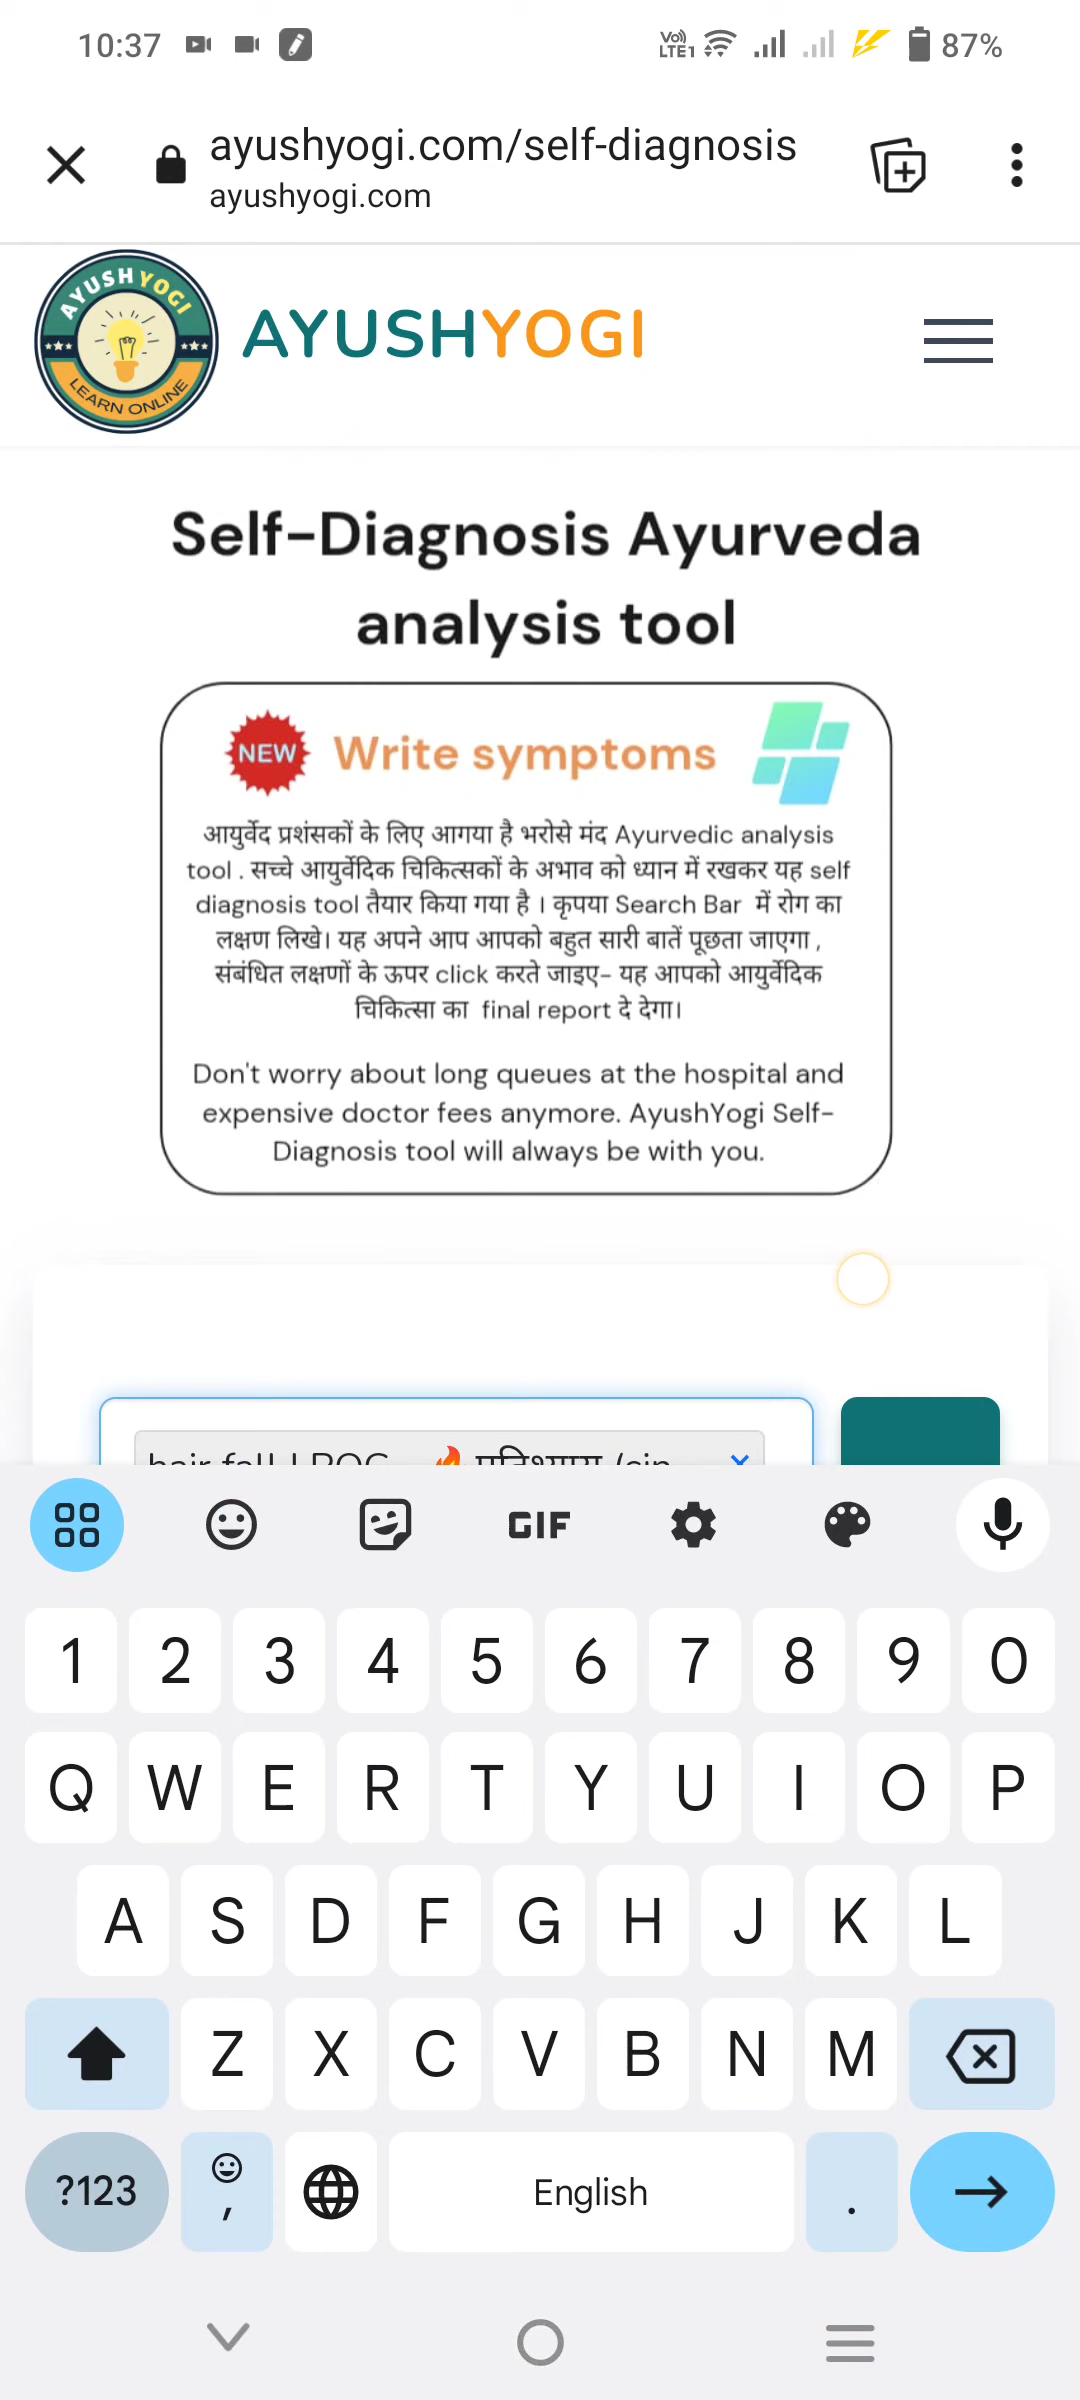 10:37
Vo)) LTE1
87%
ayushyogi.com/self-diagnosis
ayushyogi.com
AYUSHYOGI
LEARN ONLINE
AYUSHYOGI
Self-Diagnosis Ayurveda
analysis tool
NEW
Write symptoms
आयुर्वेद प्रशंसकों के लिए आगया है भरोसे मंद Ayurvedic analysis
tool . सच्चे आयुर्वेदिक चिकित्सकों के अभाव को ध्यान में रखकर यह self
diagnosis tool तैयार किया गया है । कृपया Search Bar में रोग का
लक्षण लिखे। यह अपने आप आपको बहुत सारी बातें पूछता जाएगा ,
संबंधित लक्षणों के ऊपर click करते जाइए- यह आपको आयुर्वेदिक
चिकित्सा का final report दे देगा।
Don't worry about long queues at the hospital and
expensive doctor fees anymore. AyushYogi Self-
Diagnosis tool will always be with you.
hair fall
GIF
1 2 3 4 5 6 7 8 9 0
Q W E R T Y U I O P
A S D F G H J K L
Z X C V B N M
?123 , English .